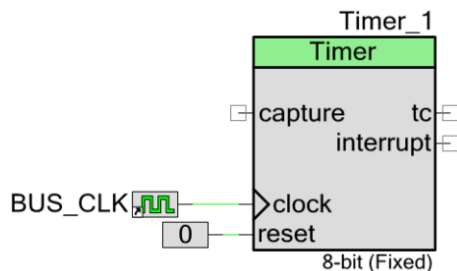 Timer_1
Timer
capture tc
interrupt
BUS_CLK clock
0 reset
8-bit (Fixed)